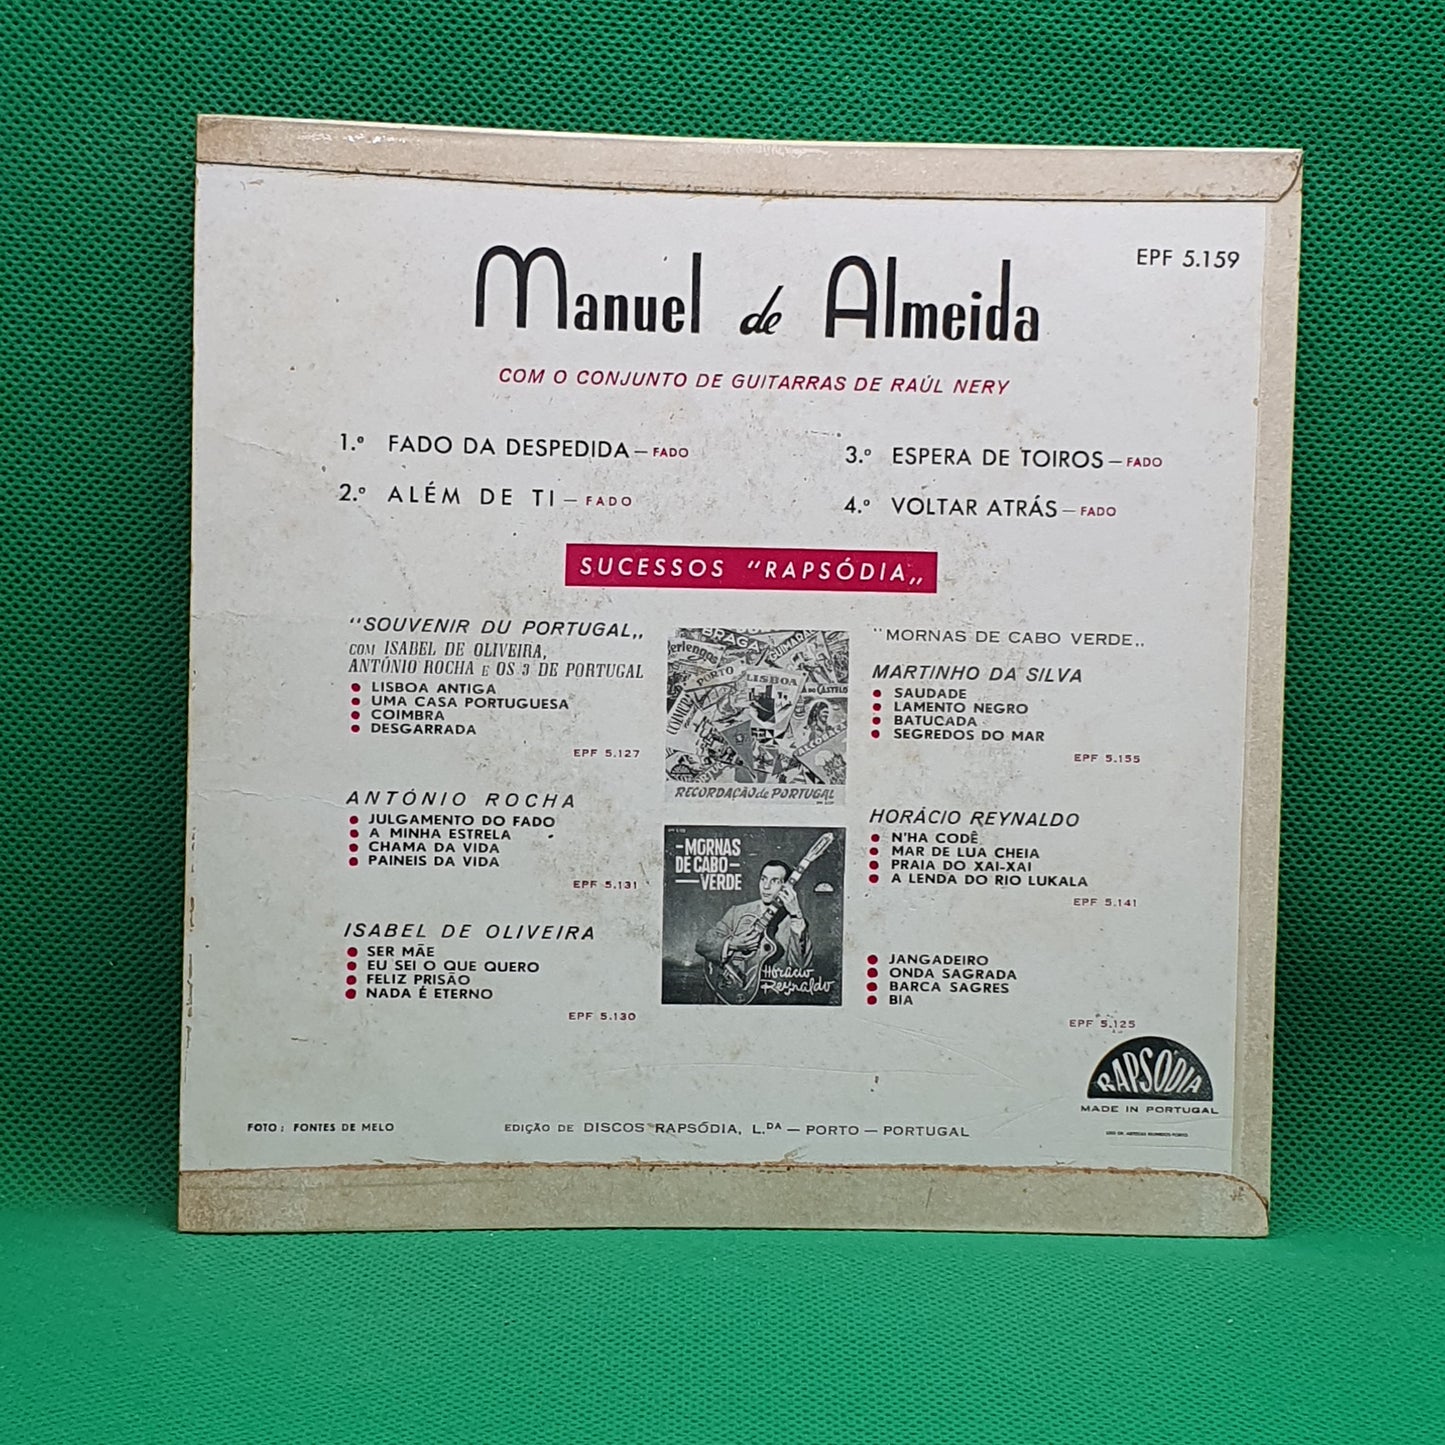 EPF 5.159
Manuel de Almeida
COM O CONJUNTO DE GUITARRAS DE RAÚL NERY
1.º FADO DA DESPEDIDA — FADO
2.º ALÉM DE TI — FADO
3.º ESPERA DE TOIROS — FADO
4.º VOLTAR ATRÁS — FADO
SUCESSOS "RAPSÓDIA„
"SOUVENIR DU PORTUGAL„
COM ISABEL DE OLIVEIRA,
ANTÓNIO ROCHA E OS 3 DE PORTUGAL
● LISBOA ANTIGA
● UMA CASA PORTUGUESA
● COIMBRA
● DESGARRADA
EPF 5.127
ANTÓNIO ROCHA
● JULGAMENTO DO FADO
● A MINHA ESTRELA
● CHAMA DA VIDA
● PAINEIS DA VIDA
EPF 5.131
ISABEL DE OLIVEIRA
● SER MÃE
● EU SEI O QUE QUERO
● FELIZ PRISÃO
● NADA É ETERNO
EPF 5.130
BRAGA
GUIMARÃ
Berlengas
PORTO
LISBOA
COIMBRA
ALCOBAÇA
RECORDAÇÃO de PORTUGAL
-MORNAS
DE CABO-
—VERDE
Horácio
Reynaldo
"MORNAS DE CABO VERDE„
MARTINHO DA SILVA
● SAUDADE
● LAMENTO NEGRO
● BATUCADA
● SEGREDOS DO MAR
EPF 5.155
HORÁCIO REYNALDO
● N'HA CODÊ
● MAR DE LUA CHEIA
● PRAIA DO XAI-XAI
● A LENDA DO RIO LUKALA
EPF 5.141
● JANGADEIRO
● ONDA SAGRADA
● BARCA SAGRES
● BIA
EPF 5.125
RAPSÓDIA
MADE IN PORTUGAL
FOTO: FONTES DE MELO
EDIÇÃO DE DISCOS RAPSÓDIA, L.DA — PORTO — PORTUGAL